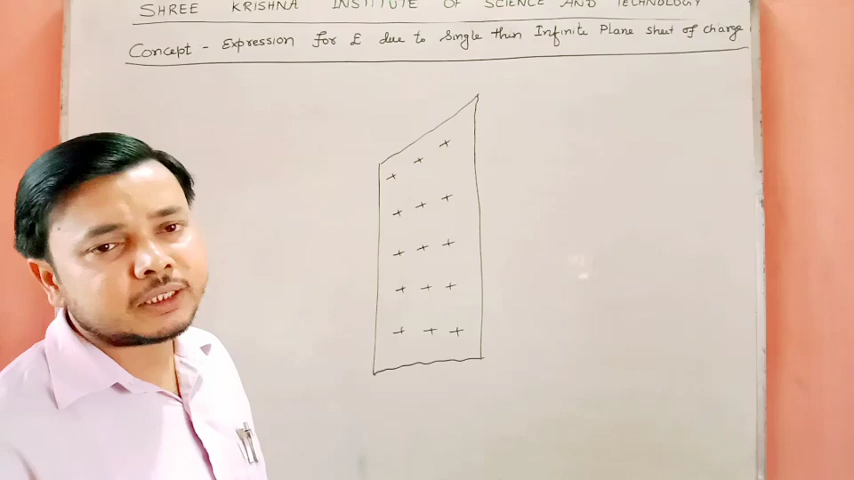 SHREE KRISHNA INSTITUTE OF SCIENCE AND TECHNOLOGY
Concept - Expression for E due to Single thin Infinite Plane sheet of charge
+ + +
+ + +
+ + +
+ + +
+ + +